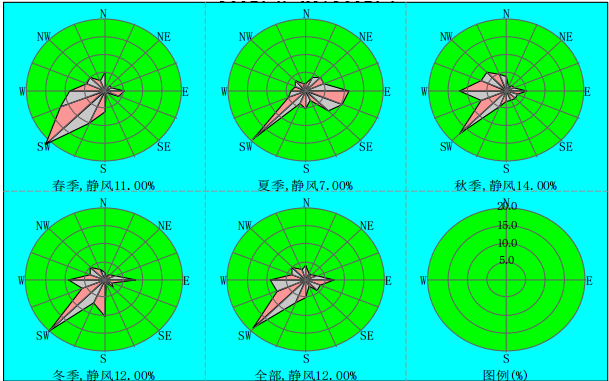 N
NW NE
W E
SW SE
S
春季,静风11.00%
N
NW NE
W E
SW SE
S
夏季,静风7.00%
N
NW NE
W E
SW SE
S
秋季,静风14.00%
N
NW NE
W E
SW SE
S
冬季,静风12.00%
N
NW NE
W E
SW SE
S
全部,静风12.00%
N
20.0
15.0
10.0
5.0
W E
S
图例(%)